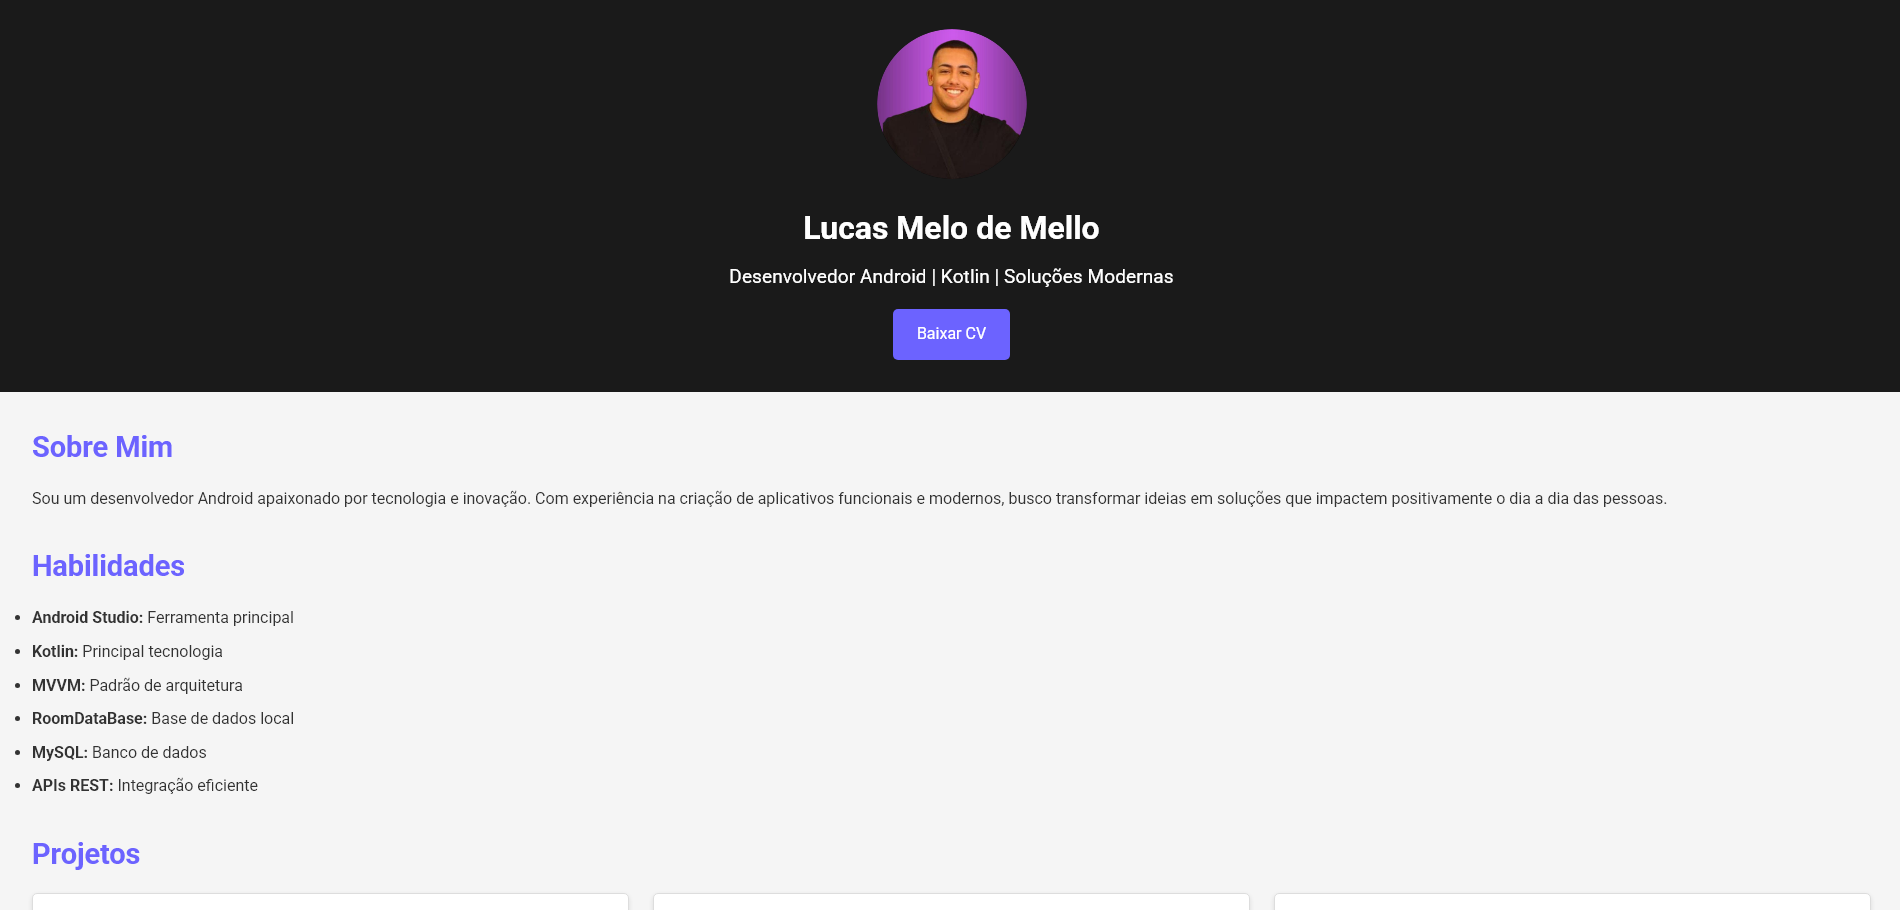 Lucas Melo de Mello
Desenvolvedor Android | Kotlin | Soluções Modernas
Baixar CV
Sobre Mim
Sou um desenvolvedor Android apaixonado por tecnologia e inovação. Com experiência na criação de aplicativos funcionais e modernos, busco transformar ideias em soluções que impactem positivamente o dia a dia das pessoas.
Habilidades
Android Studio: Ferramenta principal
Kotlin: Principal tecnologia
MVVM: Padrão de arquitetura
RoomDataBase: Base de dados local
MySQL: Banco de dados
APIs REST: Integração eficiente
Projetos